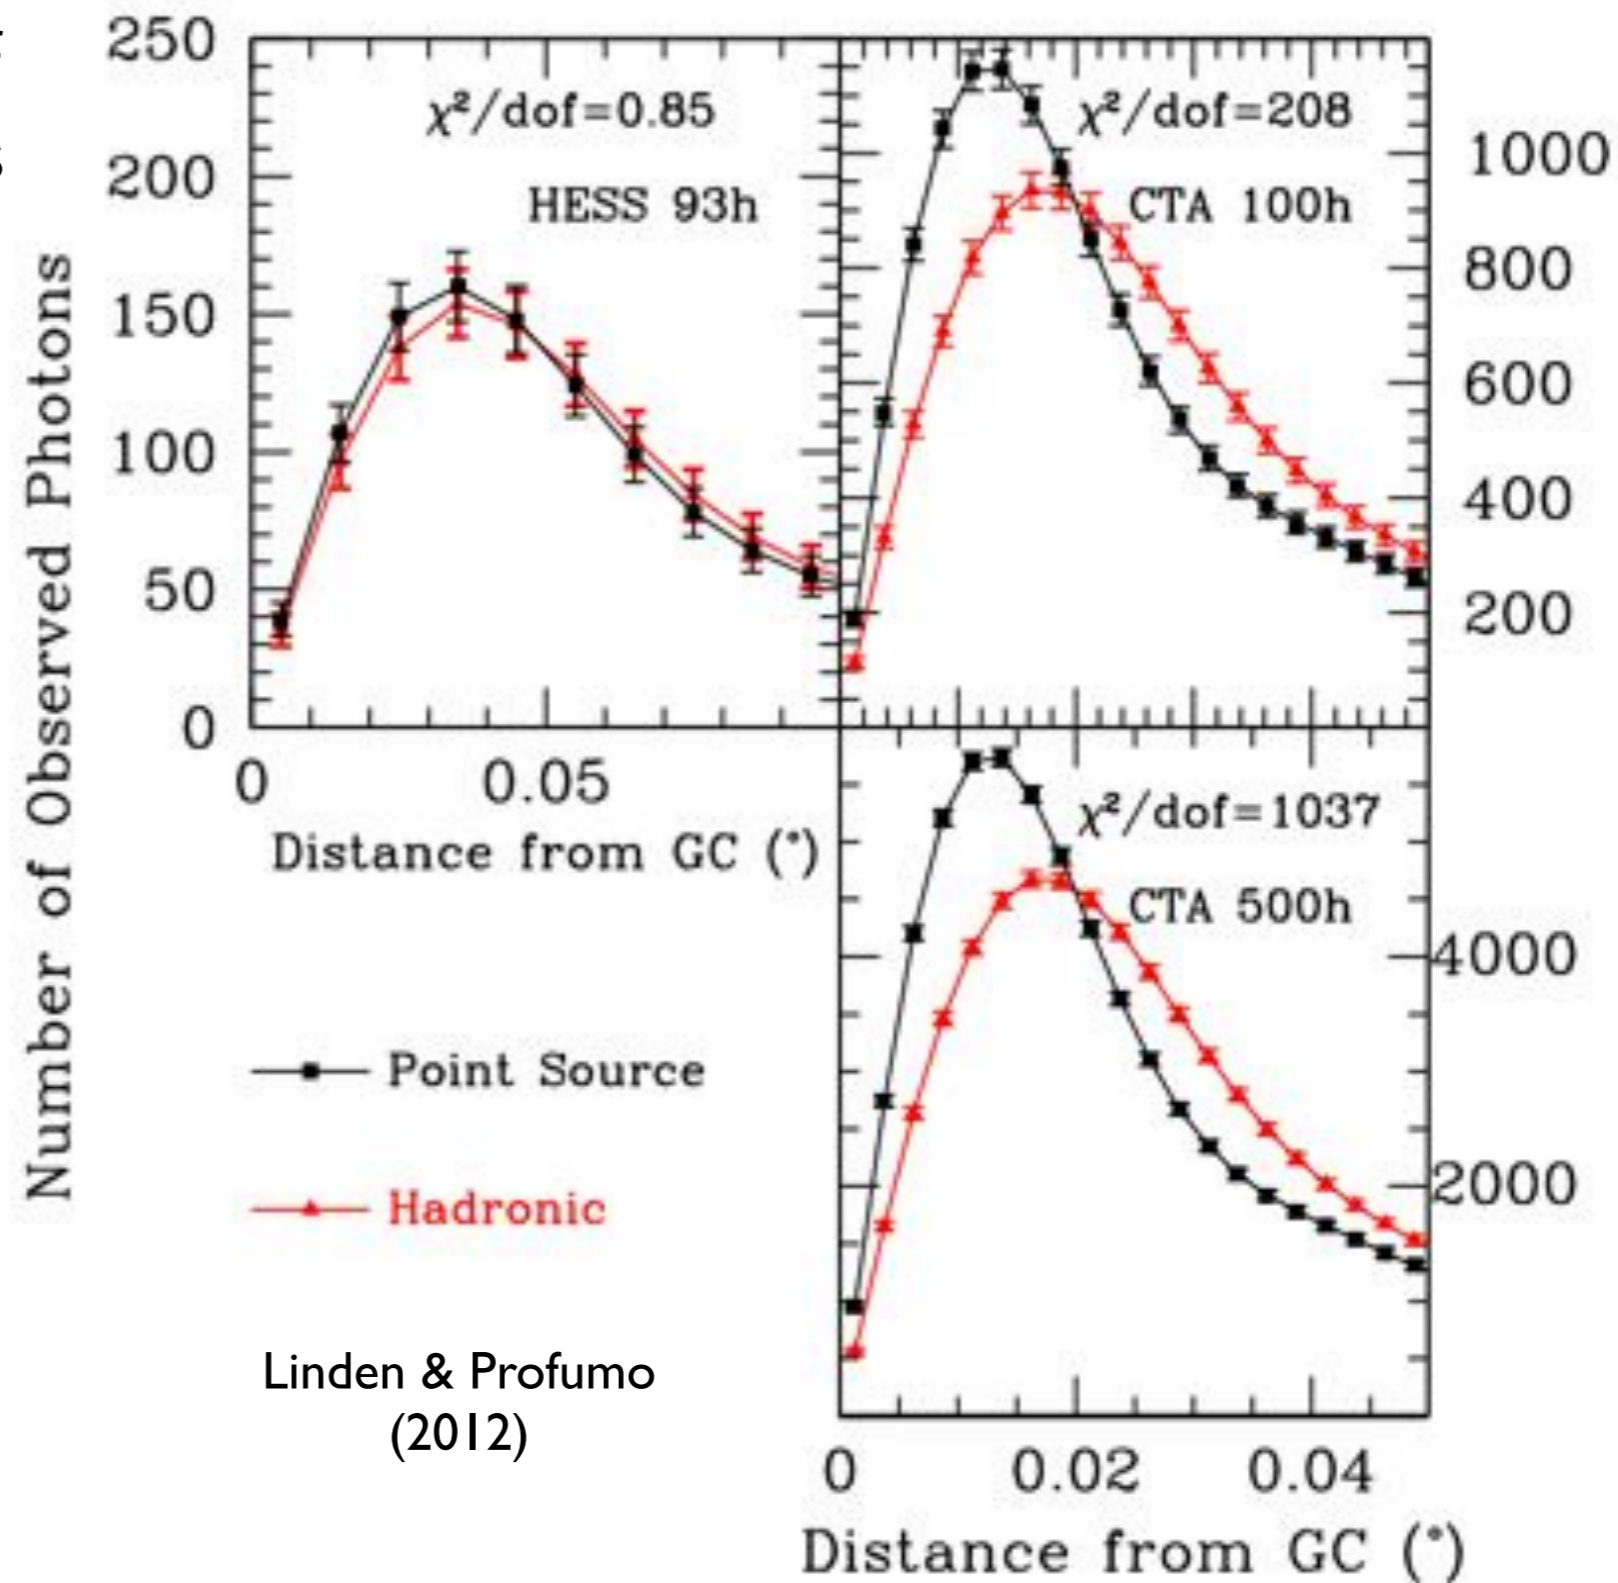 Number of Observed Photons
250
200
150
100
50
0
χ²/dof=0.85
HESS 93h
0 0.05
Distance from GC (°)
χ²/dof=208
CTA 100h
1000
800
600
400
200
χ²/dof=1037
CTA 500h
4000
2000
0 0.02 0.04
Distance from GC (°)
Point Source
Hadronic
Linden & Profumo
(2012)